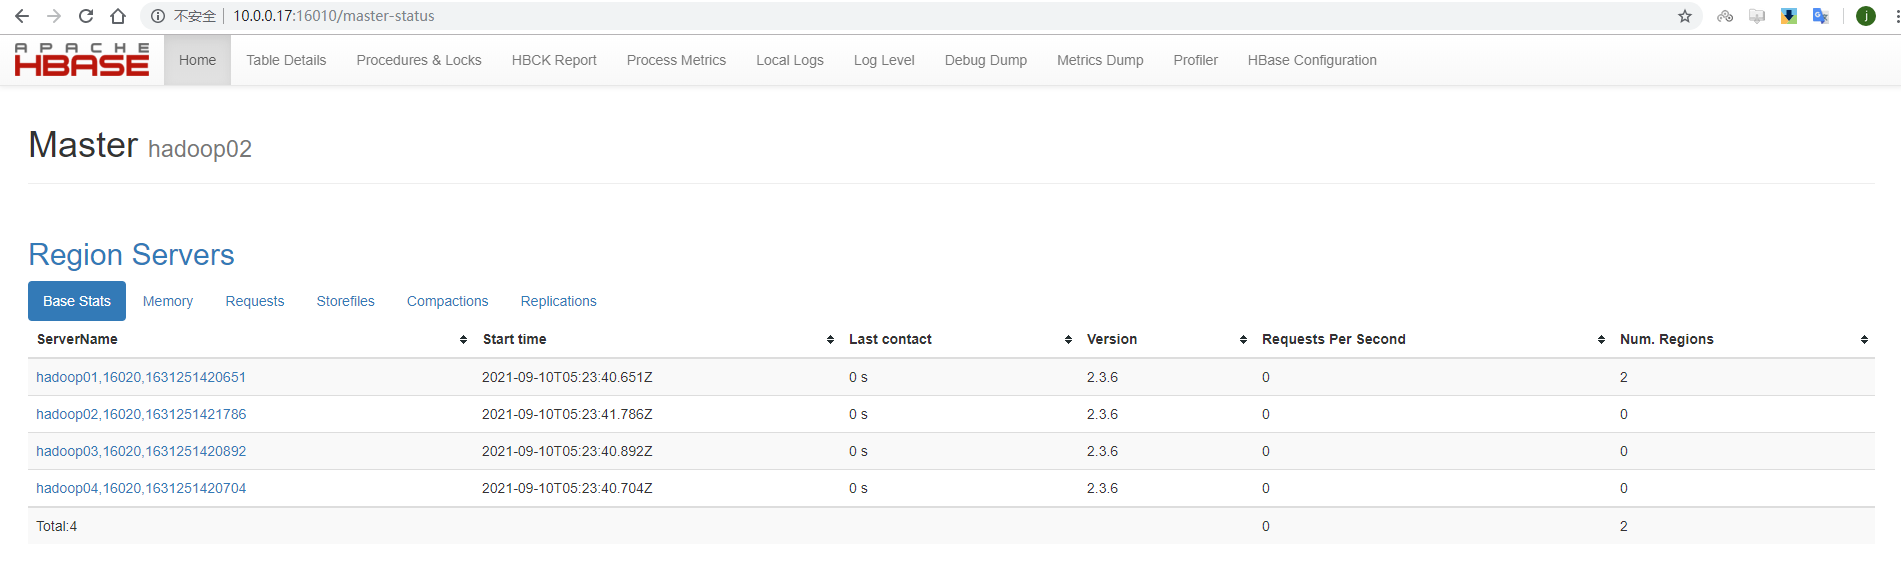 不安全 10.0.0.17:16010/master-status
j
APACHE
HBASE
Home Table Details Procedures & Locks HBCK Report Process Metrics Local Logs Log Level Debug Dump Metrics Dump Profiler HBase Configuration
Master hadoop02
Region Servers
Base Stats Memory Requests Storefiles Compactions Replications
ServerName Start time Last contact Version Requests Per Second Num. Regions
hadoop01,16020,1631251420651 2021-09-10T05:23:40.651Z 0 s 2.3.6 0 2
hadoop02,16020,1631251421786 2021-09-10T05:23:41.786Z 0 s 2.3.6 0 0
hadoop03,16020,1631251420892 2021-09-10T05:23:40.892Z 0 s 2.3.6 0 0
hadoop04,16020,1631251420704 2021-09-10T05:23:40.704Z 0 s 2.3.6 0 0
Total:4 0 2